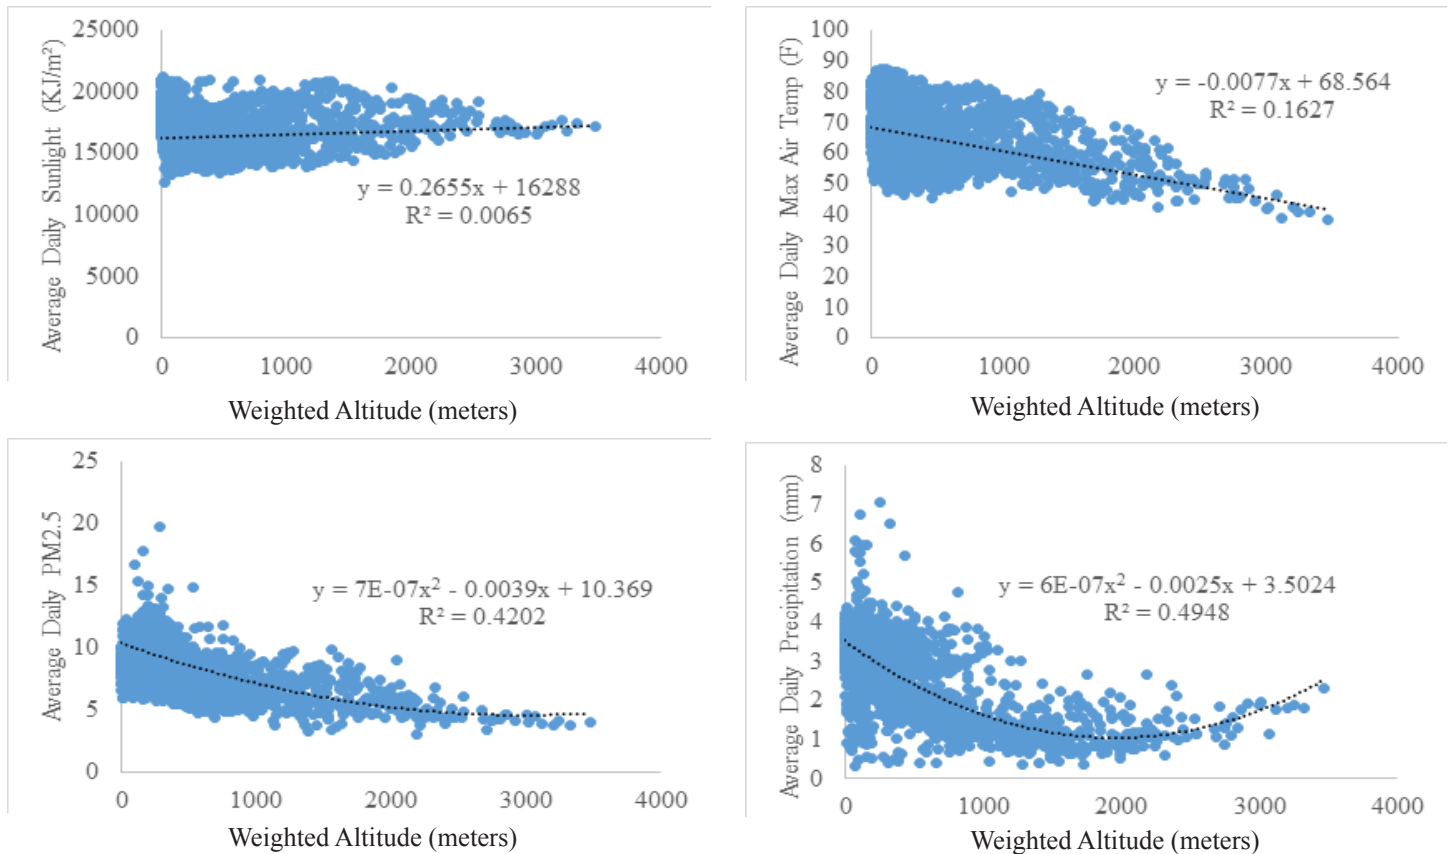 Average Daily Sunlight (KJ/m²)
25000
20000
15000
10000
5000
0
y = 0.2655x + 16288
R² = 0.0065
0 1000 2000 3000 4000
Weighted Altitude (meters)
Average Daily Max Air Temp (F)
100
90
80
70
60
50
40
30
20
10
0
y = -0.0077x + 68.564
R² = 0.1627
0 1000 2000 3000 4000
Weighted Altitude (meters)
Average Daily PM2.5
25
20
15
10
5
0
y = 7E-07x² - 0.0039x + 10.369
R² = 0.4202
0 1000 2000 3000 4000
Weighted Altitude (meters)
Average Daily Precipitation (mm)
8
7
6
5
4
3
2
1
0
y = 6E-07x² - 0.0025x + 3.5024
R² = 0.4948
0 1000 2000 3000 4000
Weighted Altitude (meters)